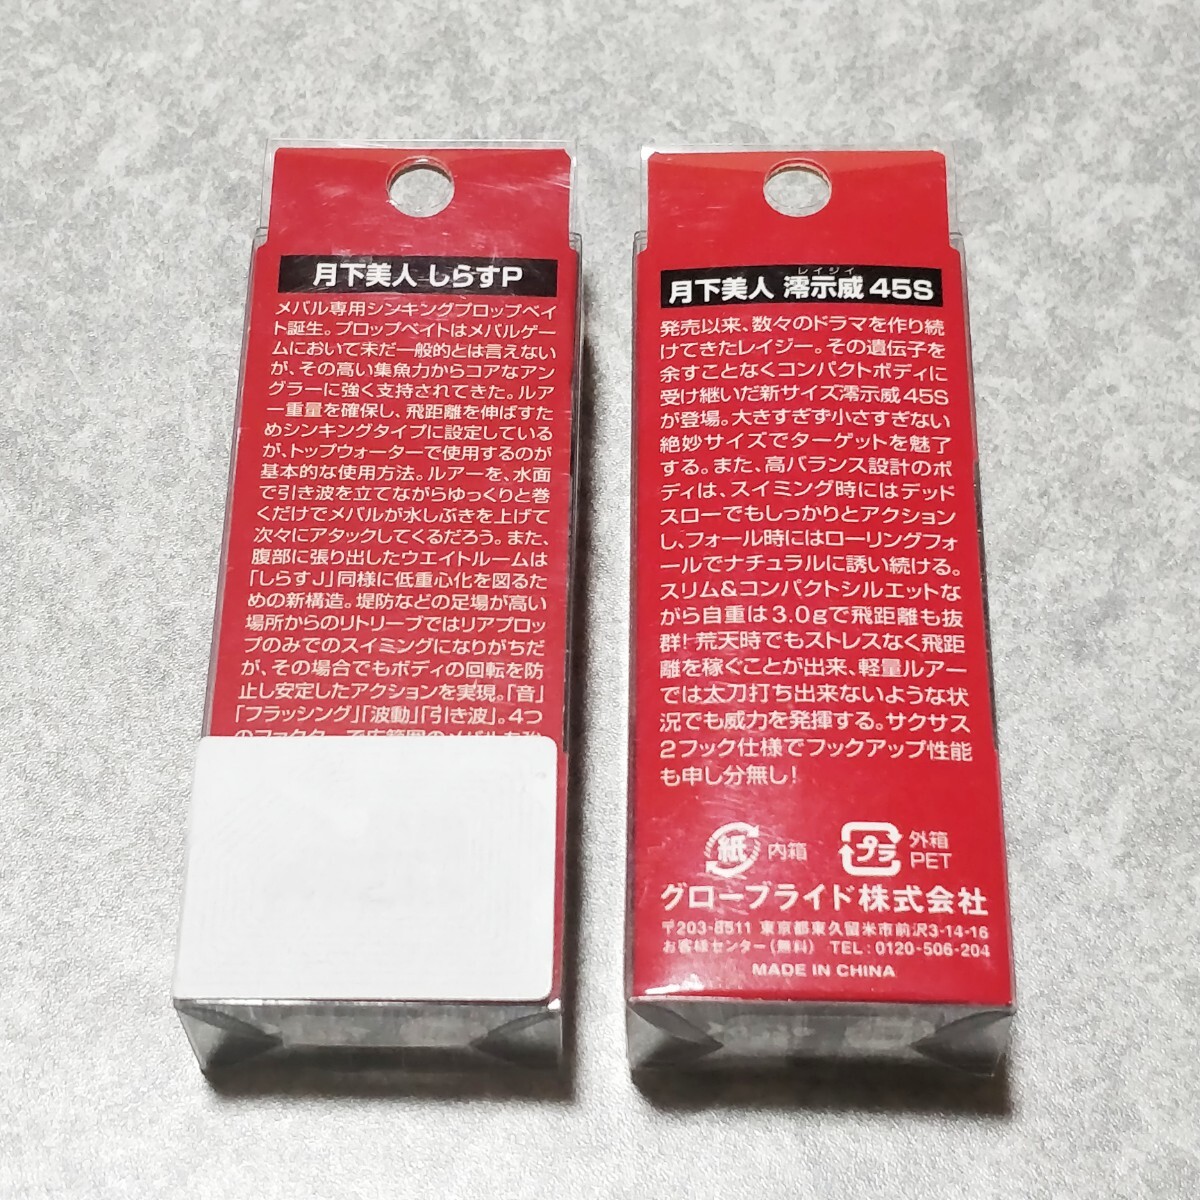 月下美人 しらすP
メバル専用シンキングプロップベイ
ト誕生。プロップベイトはメバルゲー
ムにおいて未だ一般的とは言えない
が、その高い集魚力からコアなアン
グラーに強く支持されてきた。ルア
ー重量を確保し、飛距離を伸ばすた
めシンキングタイプに設定している
が、トップウォーターで使用するのが
基本的な使用方法。ルアーを、水面
で引き波を立てながらゆっくりと巻
くだけでメバルが水しぶきを上げて
次々にアタックしてくるだろう。また、
腹部に張り出したウエイトルームは
「しらすJ」同様に低重心化を図るた
めの新構造。堤防などの足場が高い
場所からのリトリーブではリアプロッ
プのみでのスイミングになりがちだ
が、その場合でもボディの回転を防
止し安定したアクションを実現。「音」
「フラッシング」「波動」「引き波」。4つ
のファクターで広範囲のメバルを
レイジイ
月下美人 澪示威 45S
発売以来、数々のドラマを作り続
けてきたレイジー。その遺伝子を
余すことなくコンパクトボディに
受け継いだ新サイズ澪示威45S
が登場。大きすぎず小さすぎない
絶妙サイズでターゲットを魅了
する。また、高バランス設計のボ
ディは、スイミング時にはデッド
スローでもしっかりとアクション
し、フォール時にはローリングフォ
ールでナチュラルに誘い続ける。
スリム&コンパクトシルエットな
がら自重は3.0gで飛距離も抜
群!荒天時でもストレスなく飛距
離を稼ぐことが出来、軽量ルアー
では太刀打ち出来ないような状
況でも威力を発揮する。サクサス
2フック仕様でフックアップ性能
も申し分無し!
紙 内箱
プラ 外箱
PET
グローブライド株式会社
〒203-8511 東京都東久留米市前沢3-14-16
お客様センター(無料) TEL:0120-506-204
MADE IN CHINA